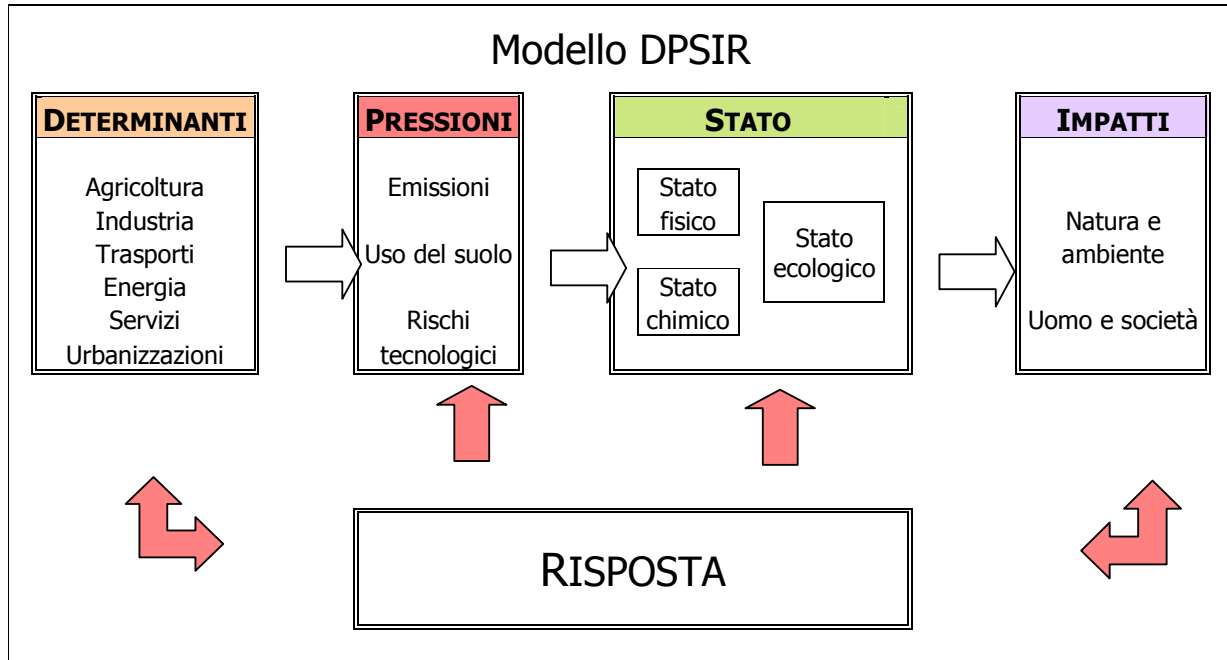 Modello DPSIR
DETERMINANTI
Agricoltura
Industria
Trasporti
Energia
Servizi
Urbanizzazioni
PRESSIONI
Emissioni
Uso del suolo
Rischi
tecnologici
STATO
Stato
fisico
Stato
chimico
Stato
ecologico
IMPATTI
Natura e
ambiente
Uomo e società
RISPOSTA